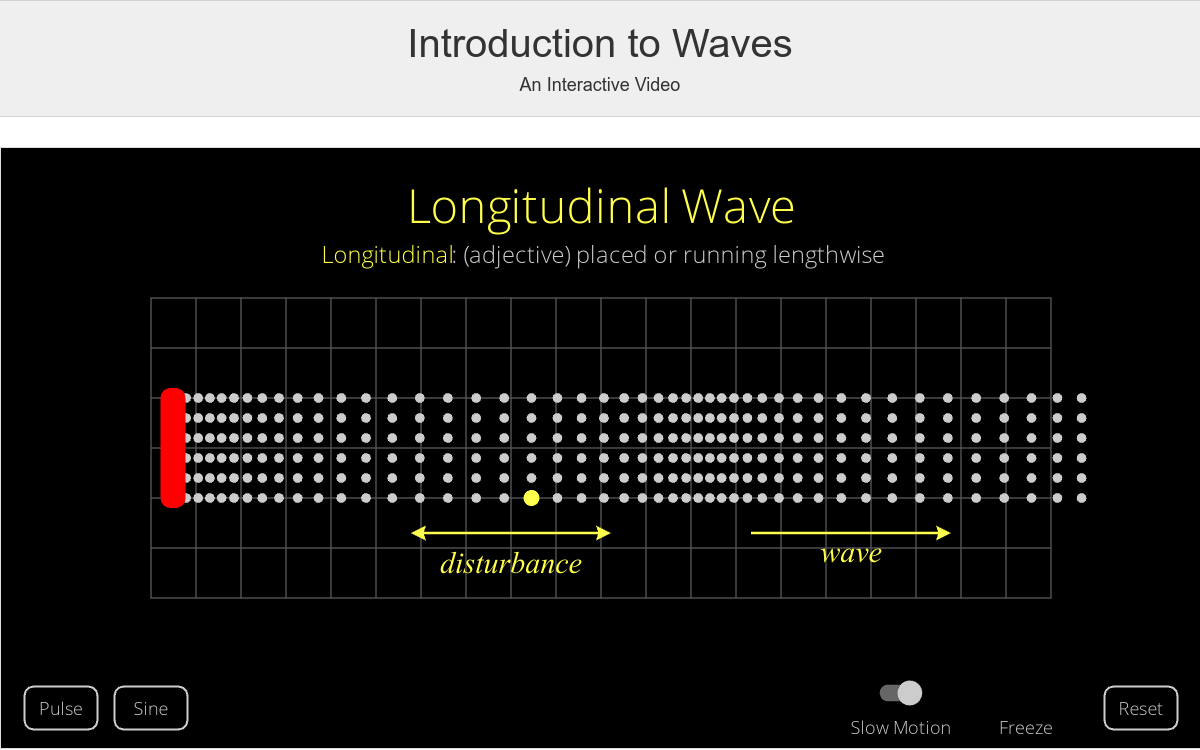 Introduction to Waves
An Interactive Video
Longitudinal Wave
Longitudinal: (adjective) placed or running lengthwise
disturbance
wave
Pulse
Sine
Slow Motion
Freeze
Reset